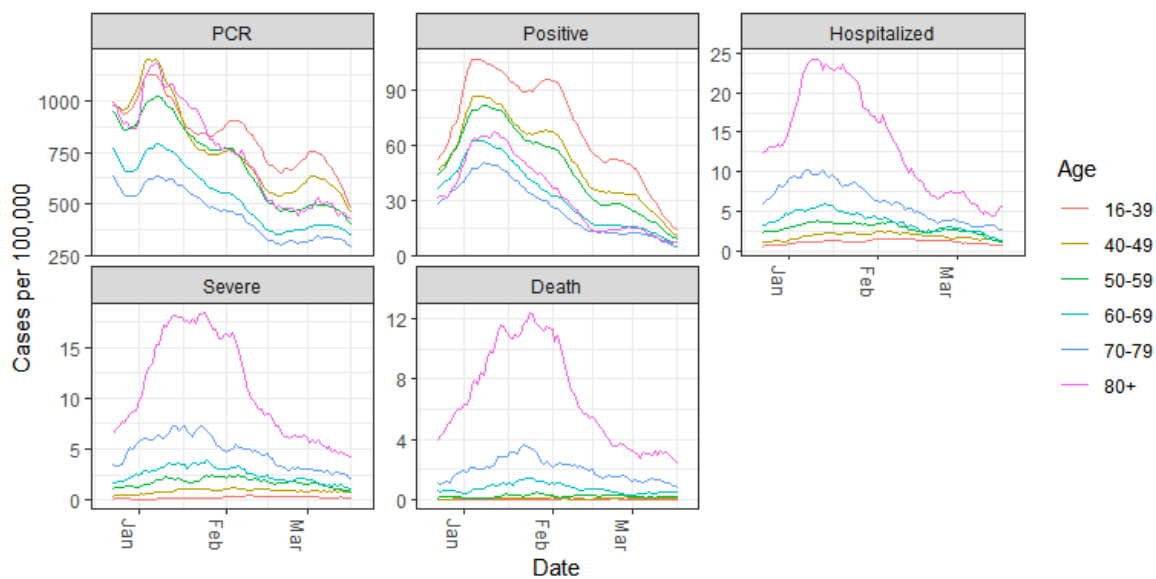 PCR
Positive
Hospitalized
Cases per 100,000
1000
750
500
250
90
60
30
0
25
20
15
10
5
0
Jan
Feb
Mar
Severe
Death
15
10
5
0
12
8
4
0
Jan
Feb
Mar
Jan
Feb
Mar
Date
Age
16-39
40-49
50-59
60-69
70-79
80+